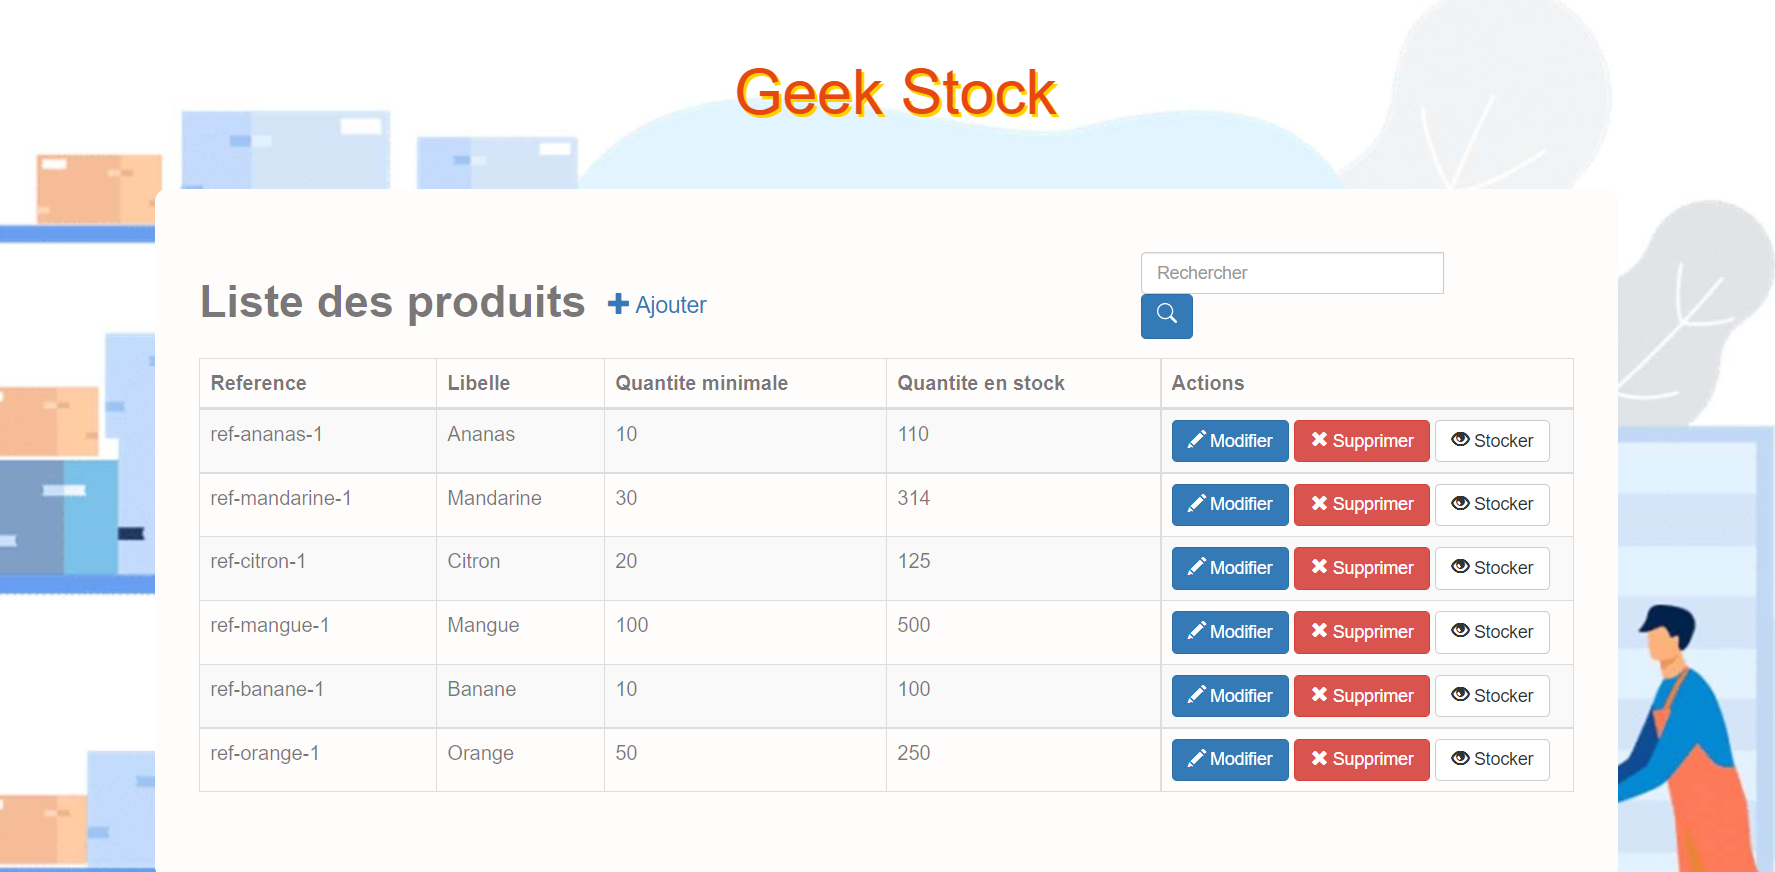 Geek Stock
Rechercher
Liste des produits Ajouter
Reference Libelle Quantite minimale Quantite en stock Actions
ref-ananas-1 Ananas 10 110 Modifier Supprimer Stocker
ref-mandarine-1 Mandarine 30 314 Modifier Supprimer Stocker
ref-citron-1 Citron 20 125 Modifier Supprimer Stocker
ref-mangue-1 Mangue 100 500 Modifier Supprimer Stocker
ref-banane-1 Banane 10 100 Modifier Supprimer Stocker
ref-orange-1 Orange 50 250 Modifier Supprimer Stocker